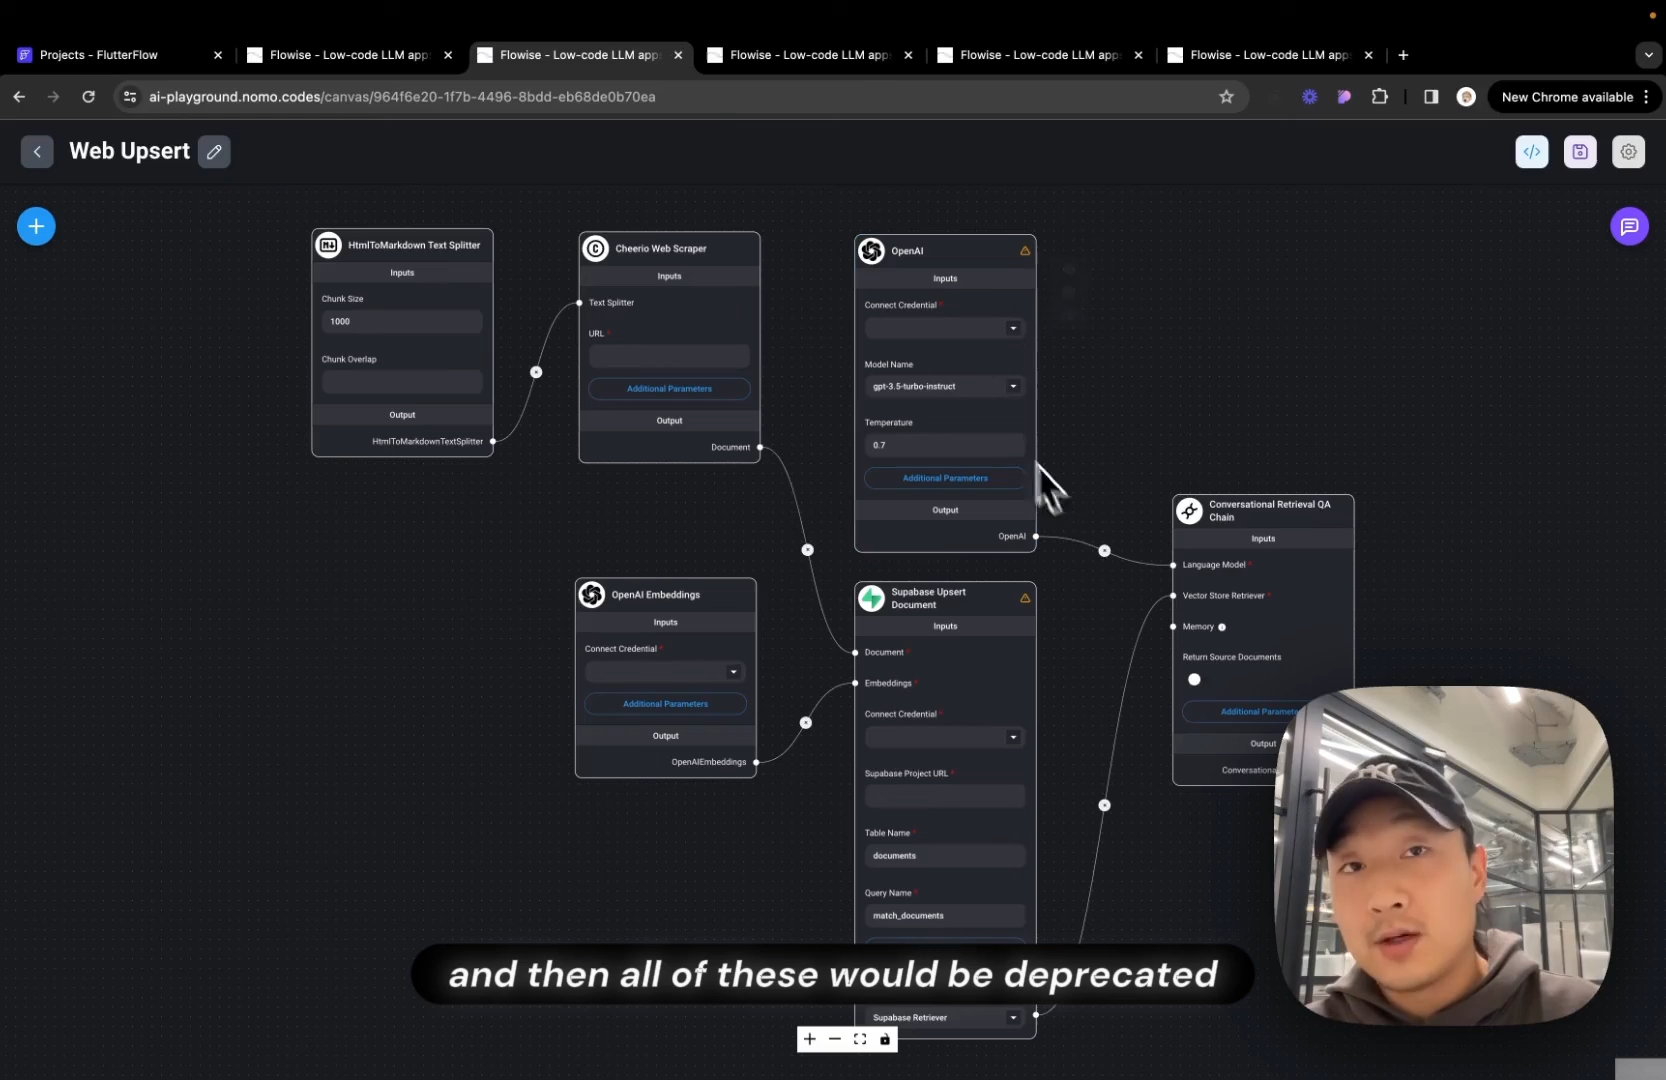 Projects - FlutterFlow
Flowise - Low-code LLM app
Flowise - Low-code LLM app
Flowise - Low-code LLM app
Flowise - Low-code LLM app
Flowise - Low-code LLM app
ai-playground.nomo.codes/canvas/964f6e20-1f7b-4496-8bdd-eb68de0b70ea
New Chrome available
Web Upsert
HtmlToMarkdown Text Splitter
Inputs
Chunk Size
1000
Chunk Overlap
Output
HtmlToMarkdownTextSplitter
Cheerio Web Scraper
Inputs
Text Splitter
URL *
Additional Parameters
Output
Document
OpenAI
Inputs
Connect Credential *
Model Name
gpt-3.5-turbo-instruct
Temperature
0.7
Additional Parameters
Output
OpenAI
OpenAI Embeddings
Inputs
Connect Credential *
Additional Parameters
Output
OpenAIEmbeddings
Supabase Upsert
Document
Inputs
Document *
Embeddings *
Connect Credential *
Supabase Project URL *
Table Name *
documents
Query Name *
match_documents
Supabase Retriever
Conversational Retrieval QA
Chain
Inputs
Language Model *
Vector Store Retriever *
Memory
Return Source Documents
Additional Parame
Output
Conversationa
and then all of these would be deprecated